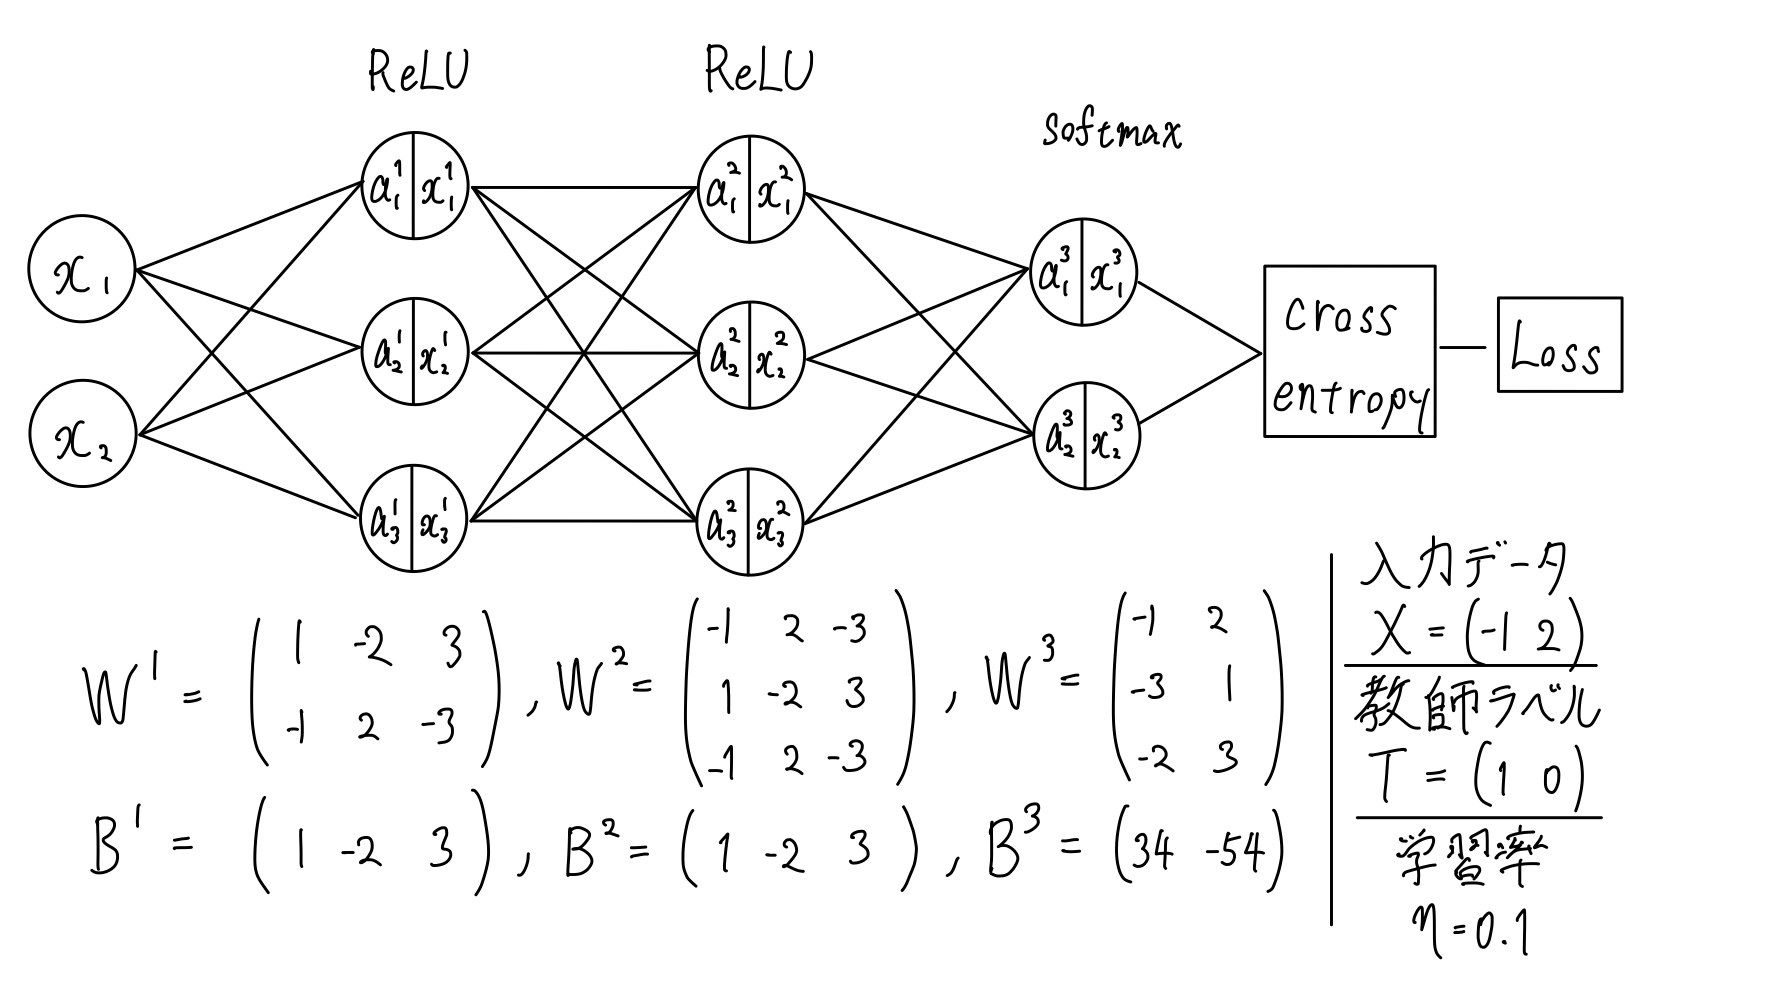 ReLU ReLU
softmax
x₁
x₂
a₁¹ x₁¹
a₂¹ x₂¹
a₃¹ x₃¹
a₁² x₁²
a₂² x₂²
a₃² x₃²
a₁³ x₁³
a₂³ x₂³
cross
entropy
Loss
W¹ = (1 -2 3
-1 2 -3)
, W² = (-1 2 -3
1 -2 3
-1 2 -3)
, W³ = (-1 2
-3 1
-2 3)
B¹ = (1 -2 3), B² = (1 -2 3), B³ = (34 -54)
入力データ
X = (-1 2)
教師ラベル
T = (1 0)
学習率
η = 0.1